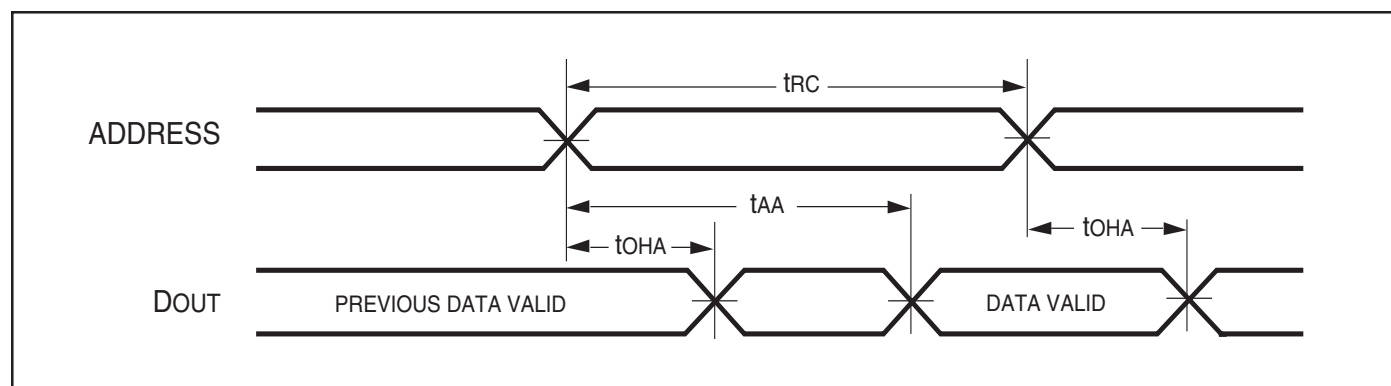 tRC
ADDRESS
tAA
tOHA
tOHA
DOUT
PREVIOUS DATA VALID
DATA VALID